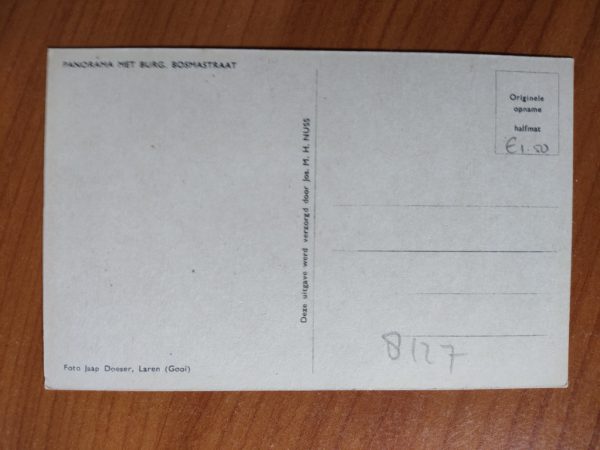 PANORAMA MET BURG. BOSMASTRAAT
Originele
opname
halfmat
€1.50
Deze uitgave werd verzorgd door Jos. M. H. NUSS
8127
Foto Jaap Doeser, Laren (Gooi)